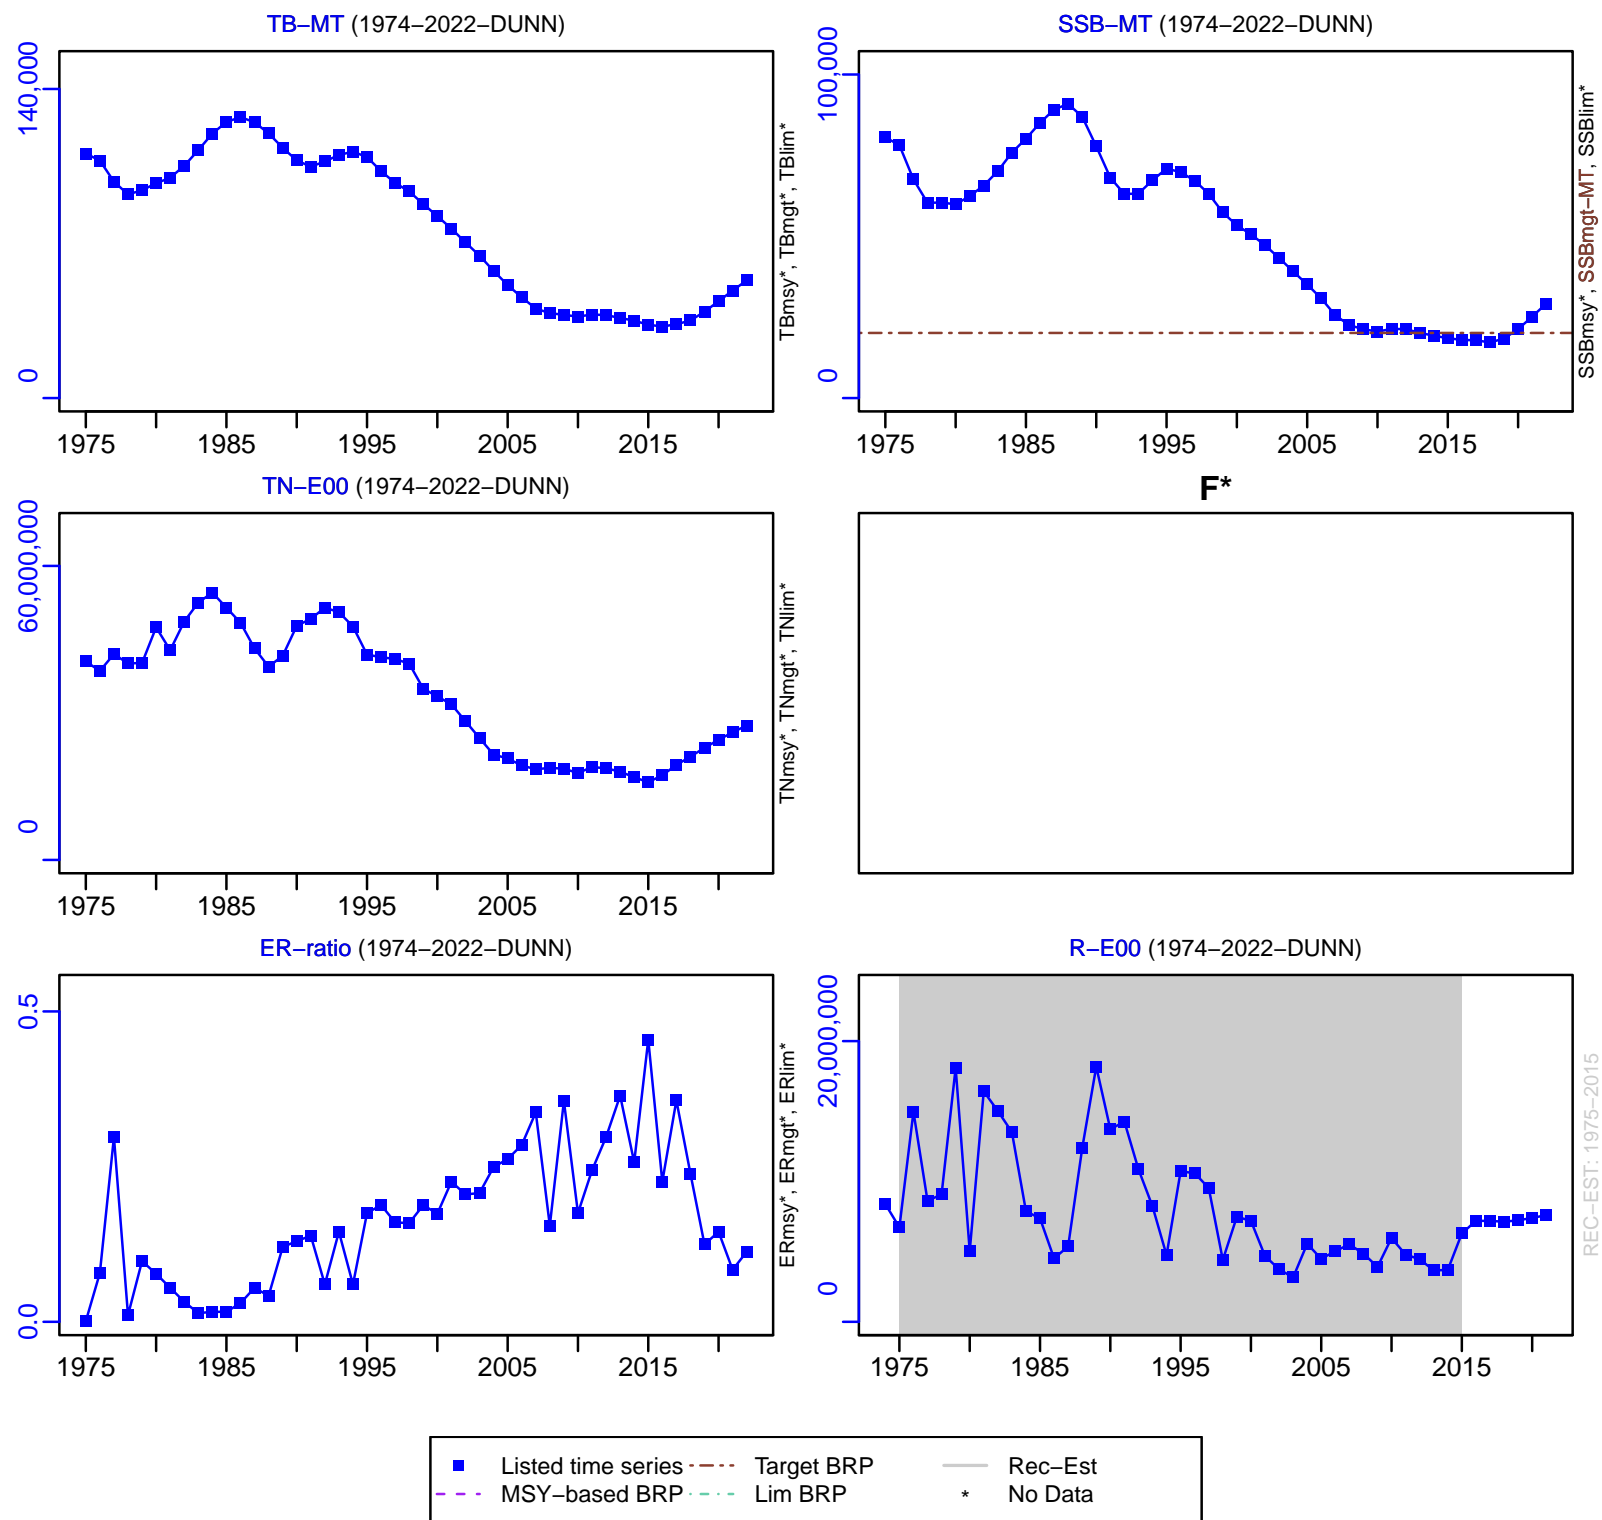 TB−MT (1974−2022−DUNN)
140,000
0
1975 1985 1995 2005 2015
TBmsy*, TBmgt*, TBlim*
SSB−MT (1974−2022−DUNN)
100,000
0
1975 1985 1995 2005 2015
SSBmsy*, SSBmgt−MT, SSBlim*
TN−E00 (1974−2022−DUNN)
60,000,000
0
1975 1985 1995 2005 2015
TNmsy*, TNmgt*, TNlim*
F*
ER−ratio (1974−2022−DUNN)
0.5
0.0
1975 1985 1995 2005 2015
ERmsy*, ERmgt*, ERlim*
R−E00 (1974−2022−DUNN)
20,000,000
0
1975 1985 1995 2005 2015
REC−EST: 1975−2015
Listed time series Target BRP Rec−Est
MSY−based BRP Lim BRP * No Data